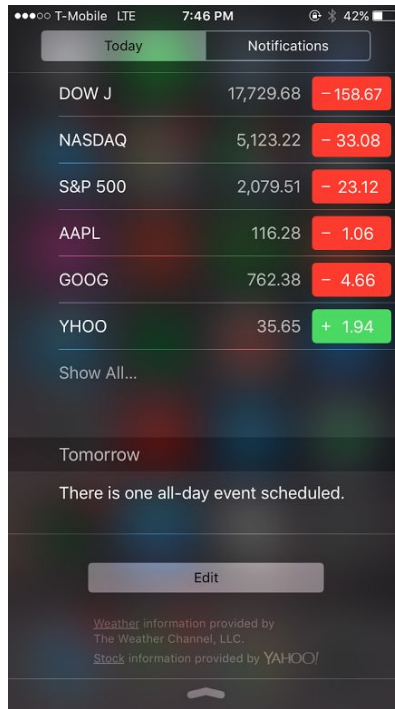 T-Mobile LTE 7:46 PM 42%
Today Notifications
DOW J 17,729.68 −158.67
NASDAQ 5,123.22 − 33.08
S&P 500 2,079.51 − 23.12
AAPL 116.28 − 1.06
GOOG 762.38 − 4.66
YHOO 35.65 + 1.94
Show All...
Tomorrow
There is one all-day event scheduled.
Edit
Weather information provided by
The Weather Channel, LLC.
Stock information provided by YAHOO!